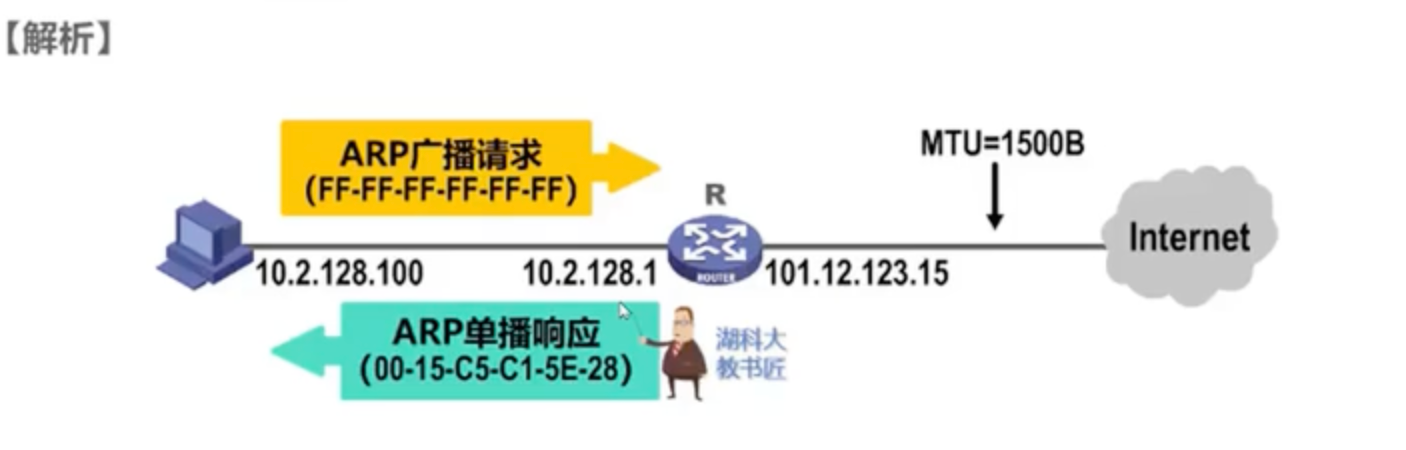 【解析】
ARP广播请求
(FF-FF-FF-FF-FF-FF)
MTU=1500B
R
ROUTER
Internet
10.2.128.100
10.2.128.1
101.12.123.15
ARP单播响应
(00-15-C5-C1-5E-28)
湖科大
教书匠